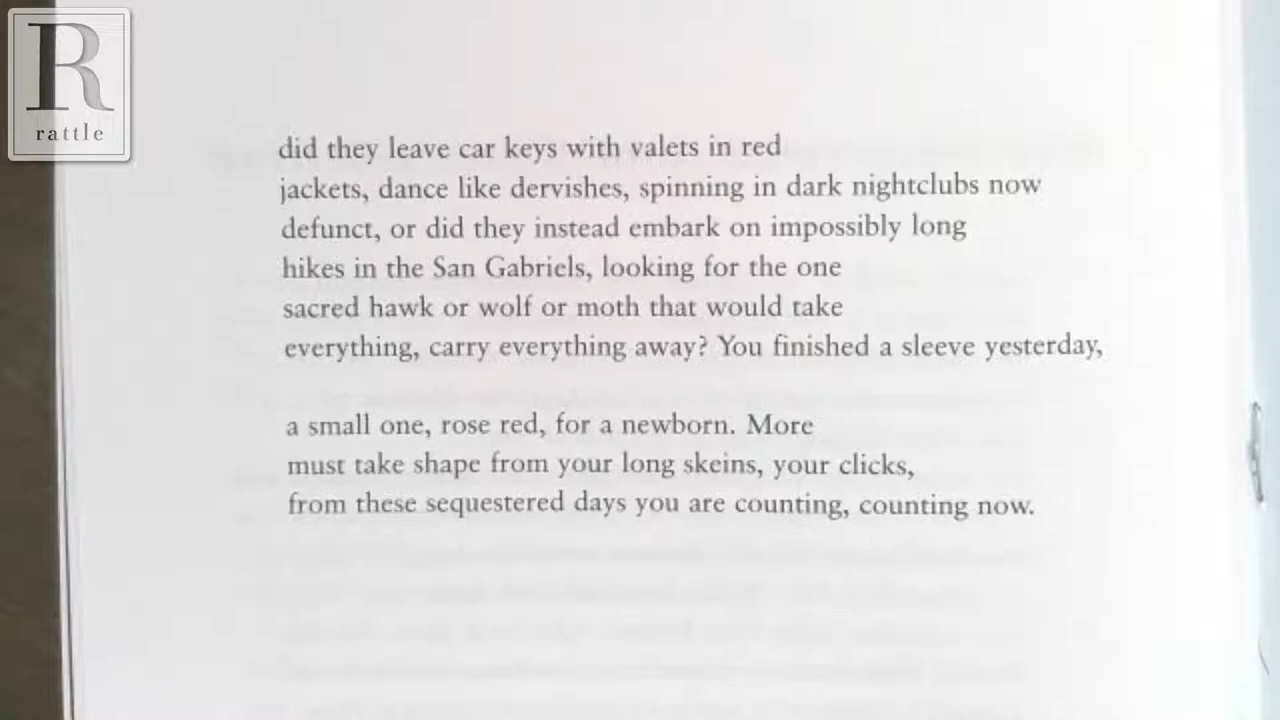 R
rattle
did they leave car keys with valets in red
jackets, dance like dervishes, spinning in dark nightclubs now
defunct, or did they instead embark on impossibly long
hikes in the San Gabriels, looking for the one
sacred hawk or wolf or moth that would take
everything, carry everything away? You finished a sleeve yesterday,
a small one, rose red, for a newborn. More
must take shape from your long skeins, your clicks,
from these sequestered days you are counting, counting now.